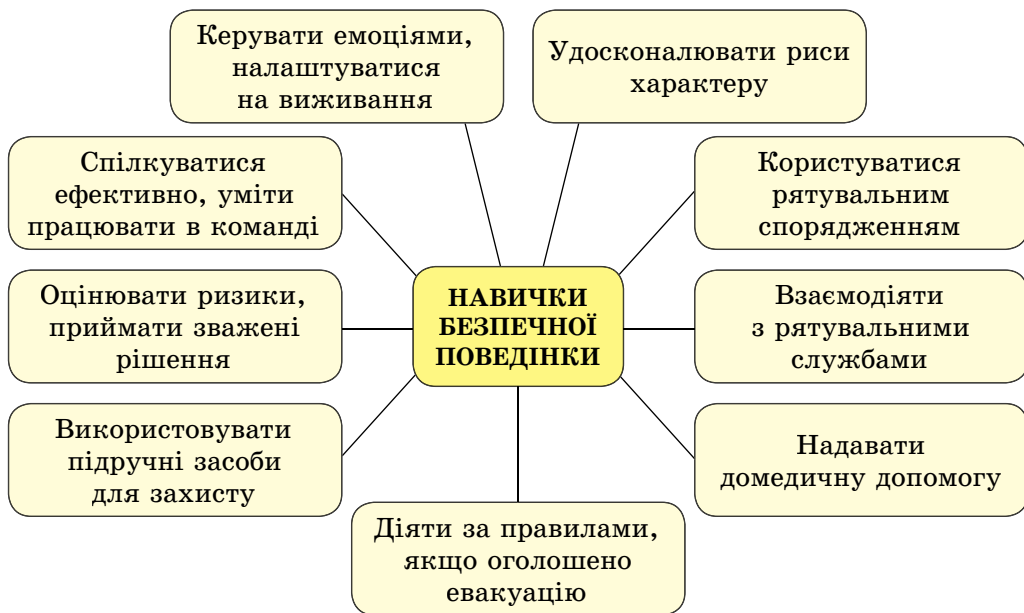 Керувати емоціями,
налаштуватися
на виживання
Удосконалювати риси
характеру
Спілкуватися
ефективно, уміти
працювати в команді
Користуватися
рятувальним
спорядженням
Оцінювати ризики,
приймати зважені
рішення
НАВИЧКИ
БЕЗПЕЧНОЇ
ПОВЕДІНКИ
Взаємодіяти
з рятувальними
службами
Використовувати
підручні засоби
для захисту
Надавати
домедичну допомогу
Діяти за правилами,
якщо оголошено
евакуацію